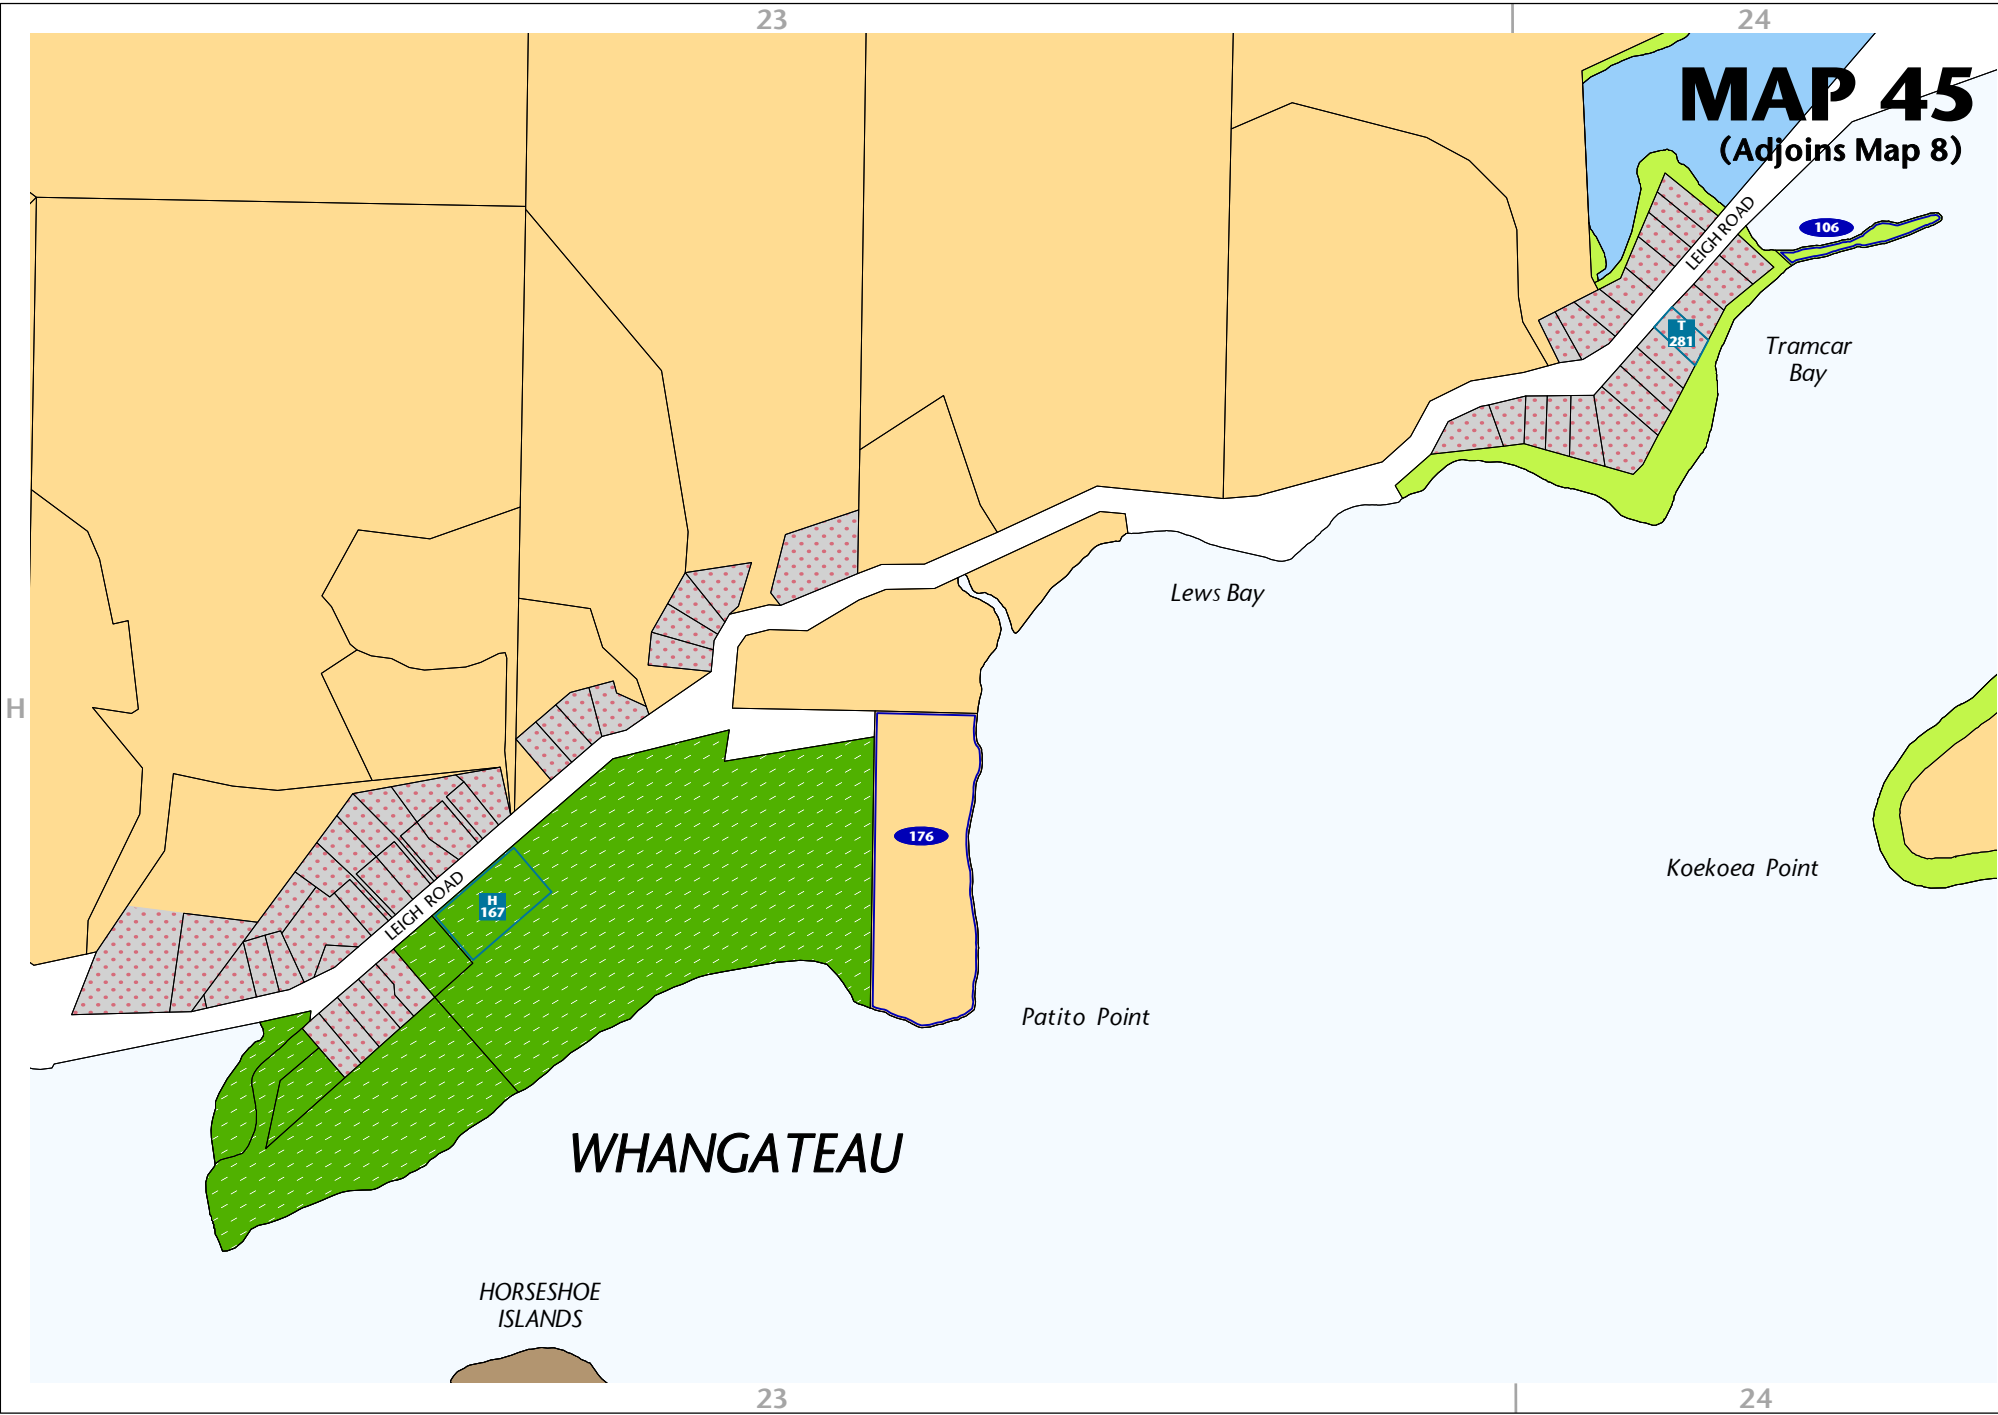 23
24
MAP 45
(Adjoins Map 8)
LEIGH ROAD
106
T
281
Tramcar
Bay
Lews Bay
H
176
Koekoea Point
H
167
LEIGH ROAD
Patito Point
WHANGATEAU
HORSESHOE
ISLANDS
23
24